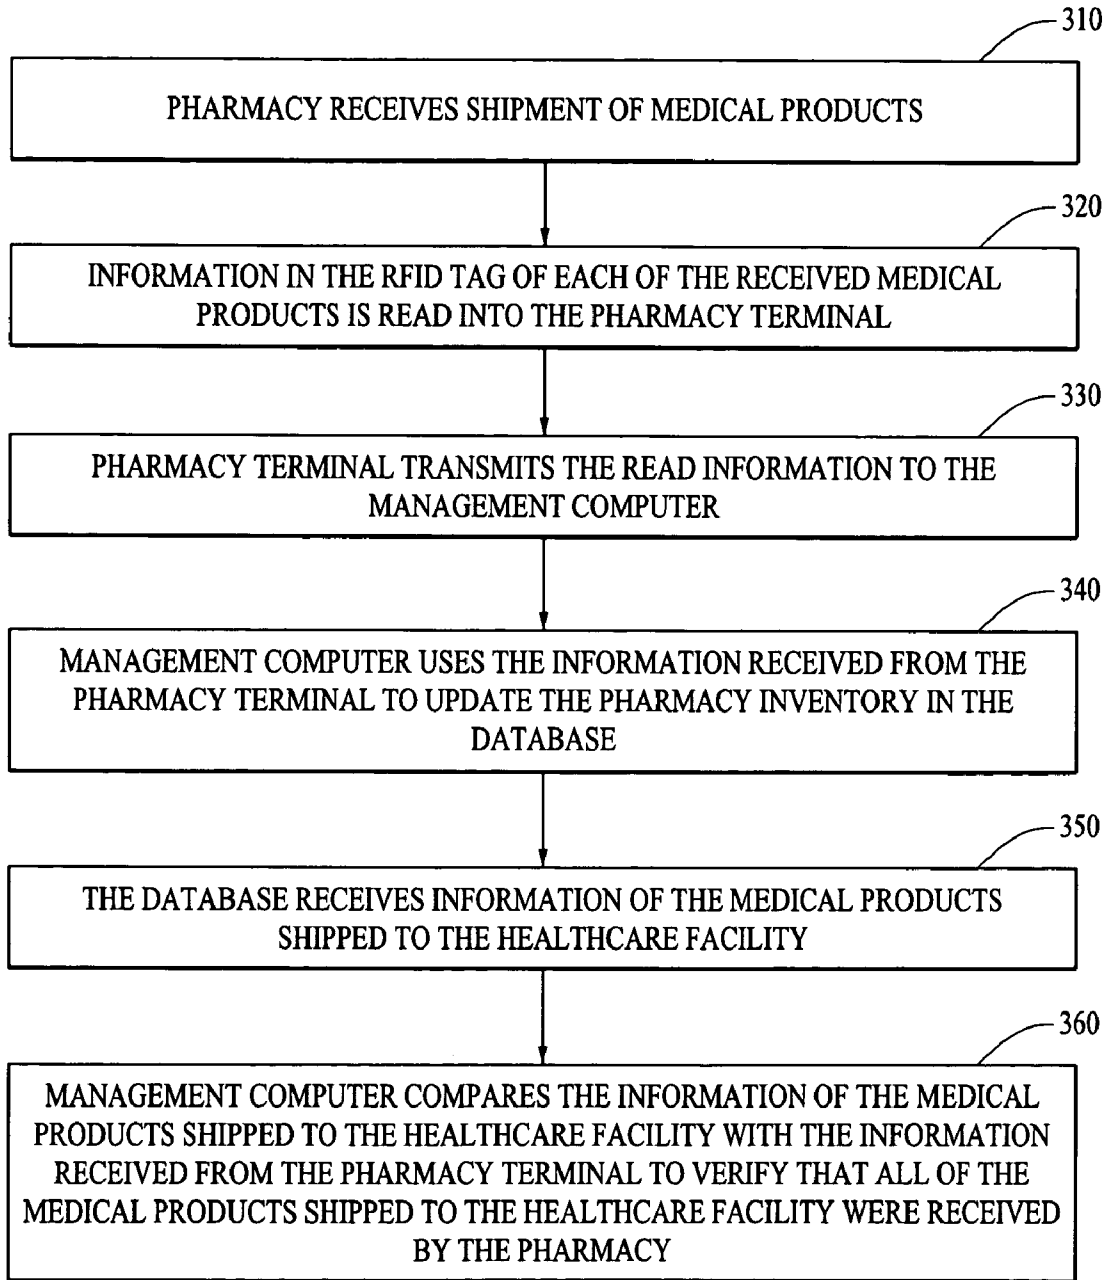 310
PHARMACY RECEIVES SHIPMENT OF MEDICAL PRODUCTS
320
INFORMATION IN THE RFID TAG OF EACH OF THE RECEIVED MEDICAL
PRODUCTS IS READ INTO THE PHARMACY TERMINAL
330
PHARMACY TERMINAL TRANSMITS THE READ INFORMATION TO THE
MANAGEMENT COMPUTER
340
MANAGEMENT COMPUTER USES THE INFORMATION RECEIVED FROM THE
PHARMACY TERMINAL TO UPDATE THE PHARMACY INVENTORY IN THE
DATABASE
350
THE DATABASE RECEIVES INFORMATION OF THE MEDICAL PRODUCTS
SHIPPED TO THE HEALTHCARE FACILITY
360
MANAGEMENT COMPUTER COMPARES THE INFORMATION OF THE MEDICAL
PRODUCTS SHIPPED TO THE HEALTHCARE FACILITY WITH THE INFORMATION
RECEIVED FROM THE PHARMACY TERMINAL TO VERIFY THAT ALL OF THE
MEDICAL PRODUCTS SHIPPED TO THE HEALTHCARE FACILITY WERE RECEIVED
BY THE PHARMACY